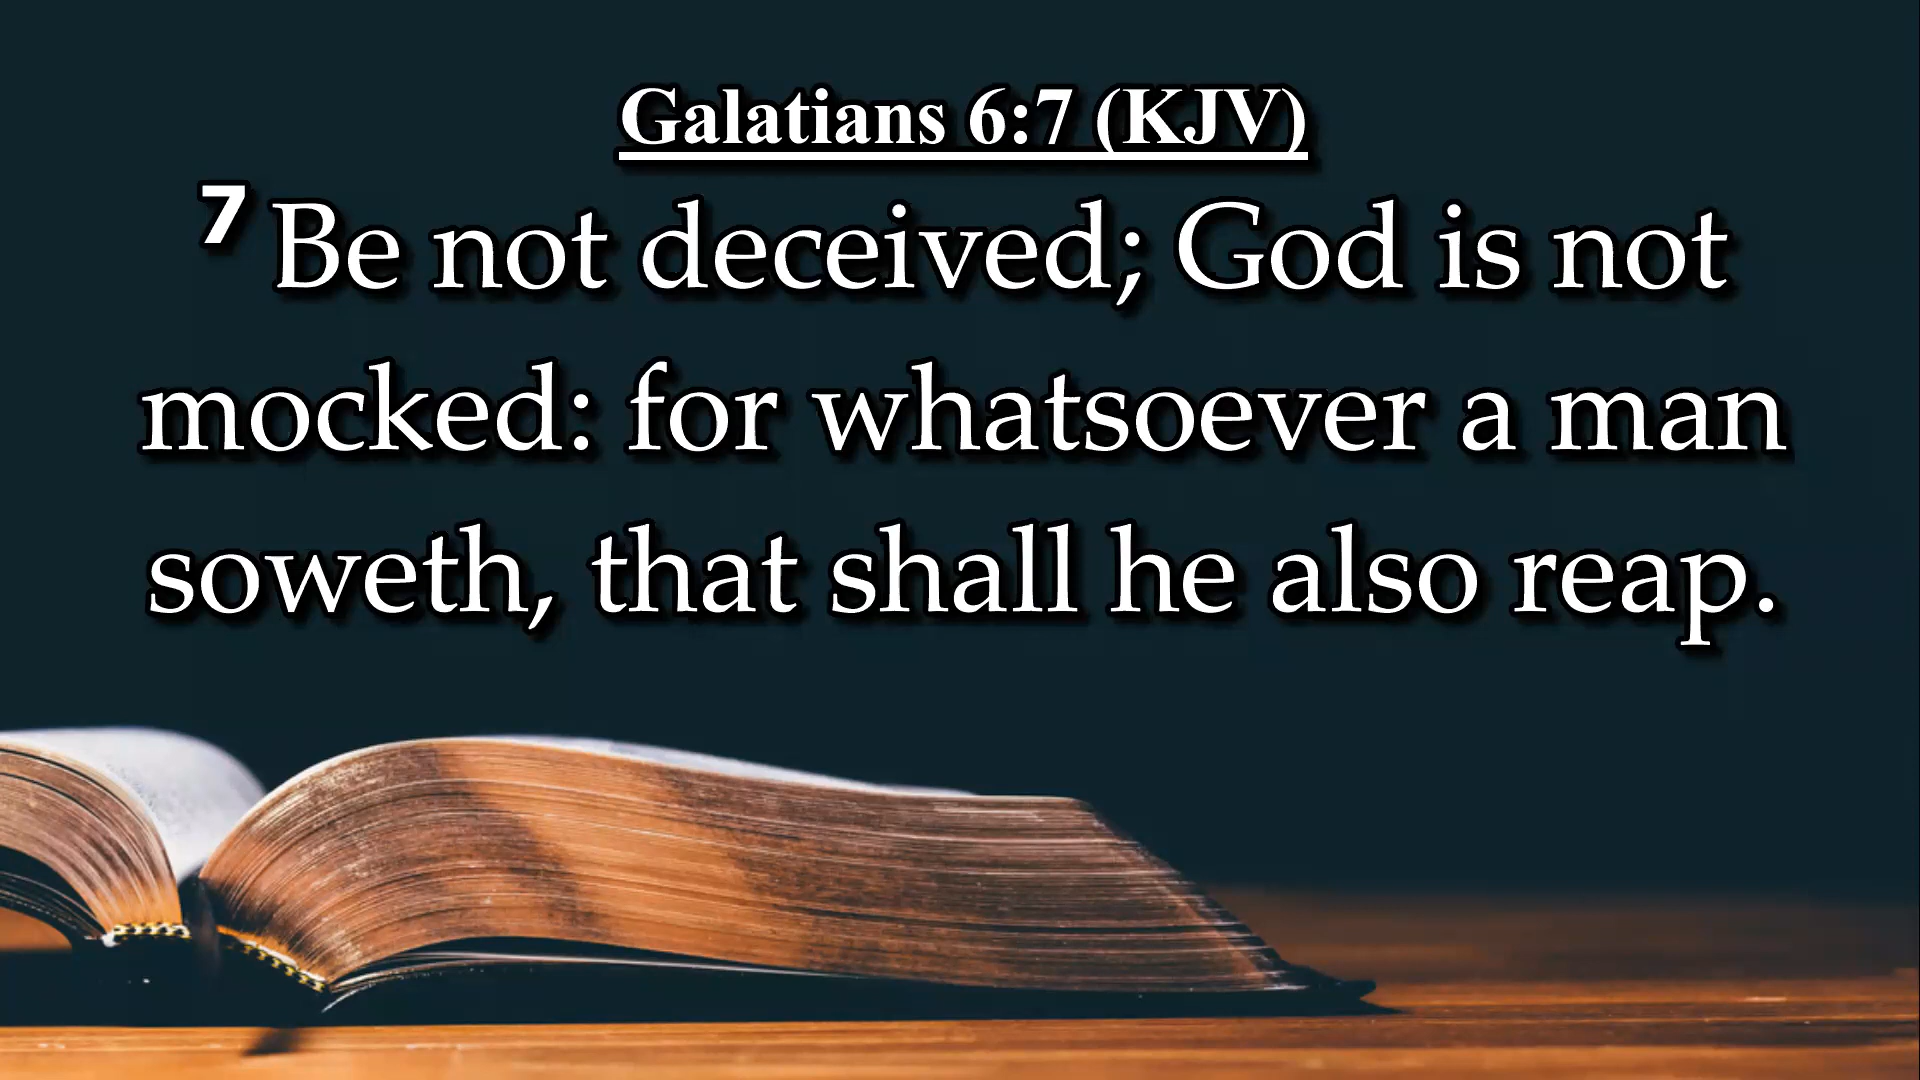 Galatians 6:7 (KJV)
7 Be not deceived; God is not
mocked: for whatsoever a man
soweth, that shall he also reap.